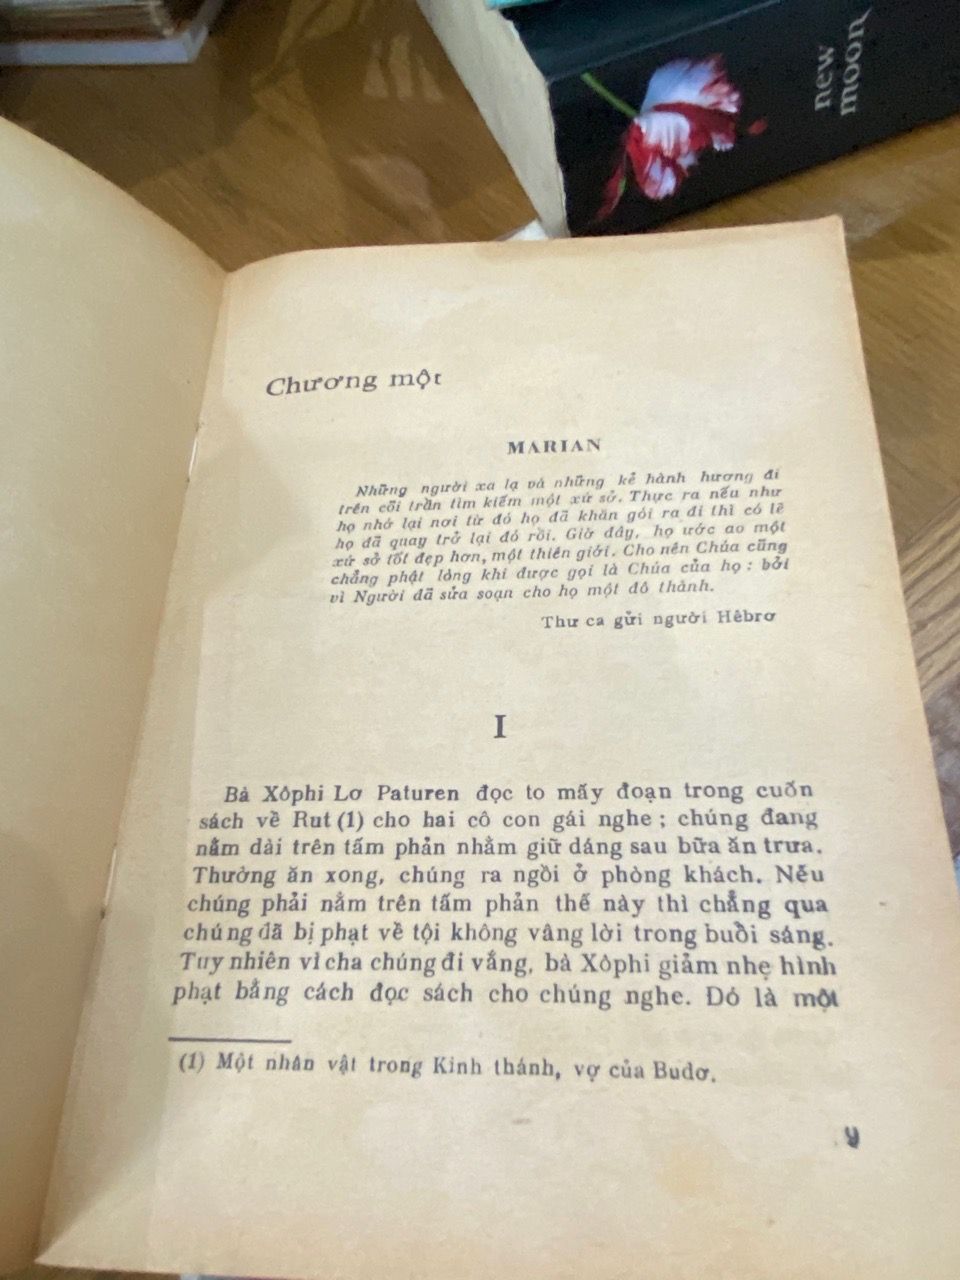 new
moon
Chương một
MARIAN
Những người xa lạ và những kẻ hành hương đi
trên cõi trần tìm kiếm một xứ sở. Thực ra nếu như
họ nhớ lại nơi từ đó họ đã khăn gói ra đi thì có lẽ
họ đã quay trở lại đó rồi. Giờ đây, họ ước ao một
xứ sở tốt đẹp hơn, một thiên giới. Cho nên Chúa cũng
chẳng phật lòng khi được gọi là Chúa của họ : bởi
vì Người đã sửa soạn cho họ một đô thành.
Thư ca gửi người Hêbrơ
I
Bà Xôphi Lơ Paturen đọc to mấy đoạn trong cuốn
sách về Rut (1) cho hai cô con gái nghe ; chúng đang
nằm dài trên tấm phản nhằm giữ dáng sau bữa ăn trưa.
Thường ăn xong, chúng ra ngồi ở phòng khách. Nếu
chúng phải nằm trên tấm phản thế này thì chẳng qua
chúng đã bị phạt về tội không vâng lời trong buổi sáng.
Tuy nhiên vì cha chúng đi vắng, bà Xôphi giảm nhẹ hình
phạt bằng cách đọc sách cho chúng nghe. Dó là một
(1) Một nhân vật trong Kinh thánh, vợ của Budơ.
9